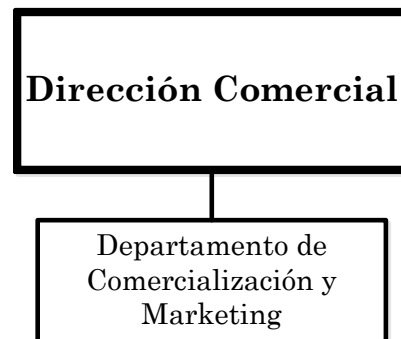 Dirección Comercial
Departamento de
Comercialización y
Marketing